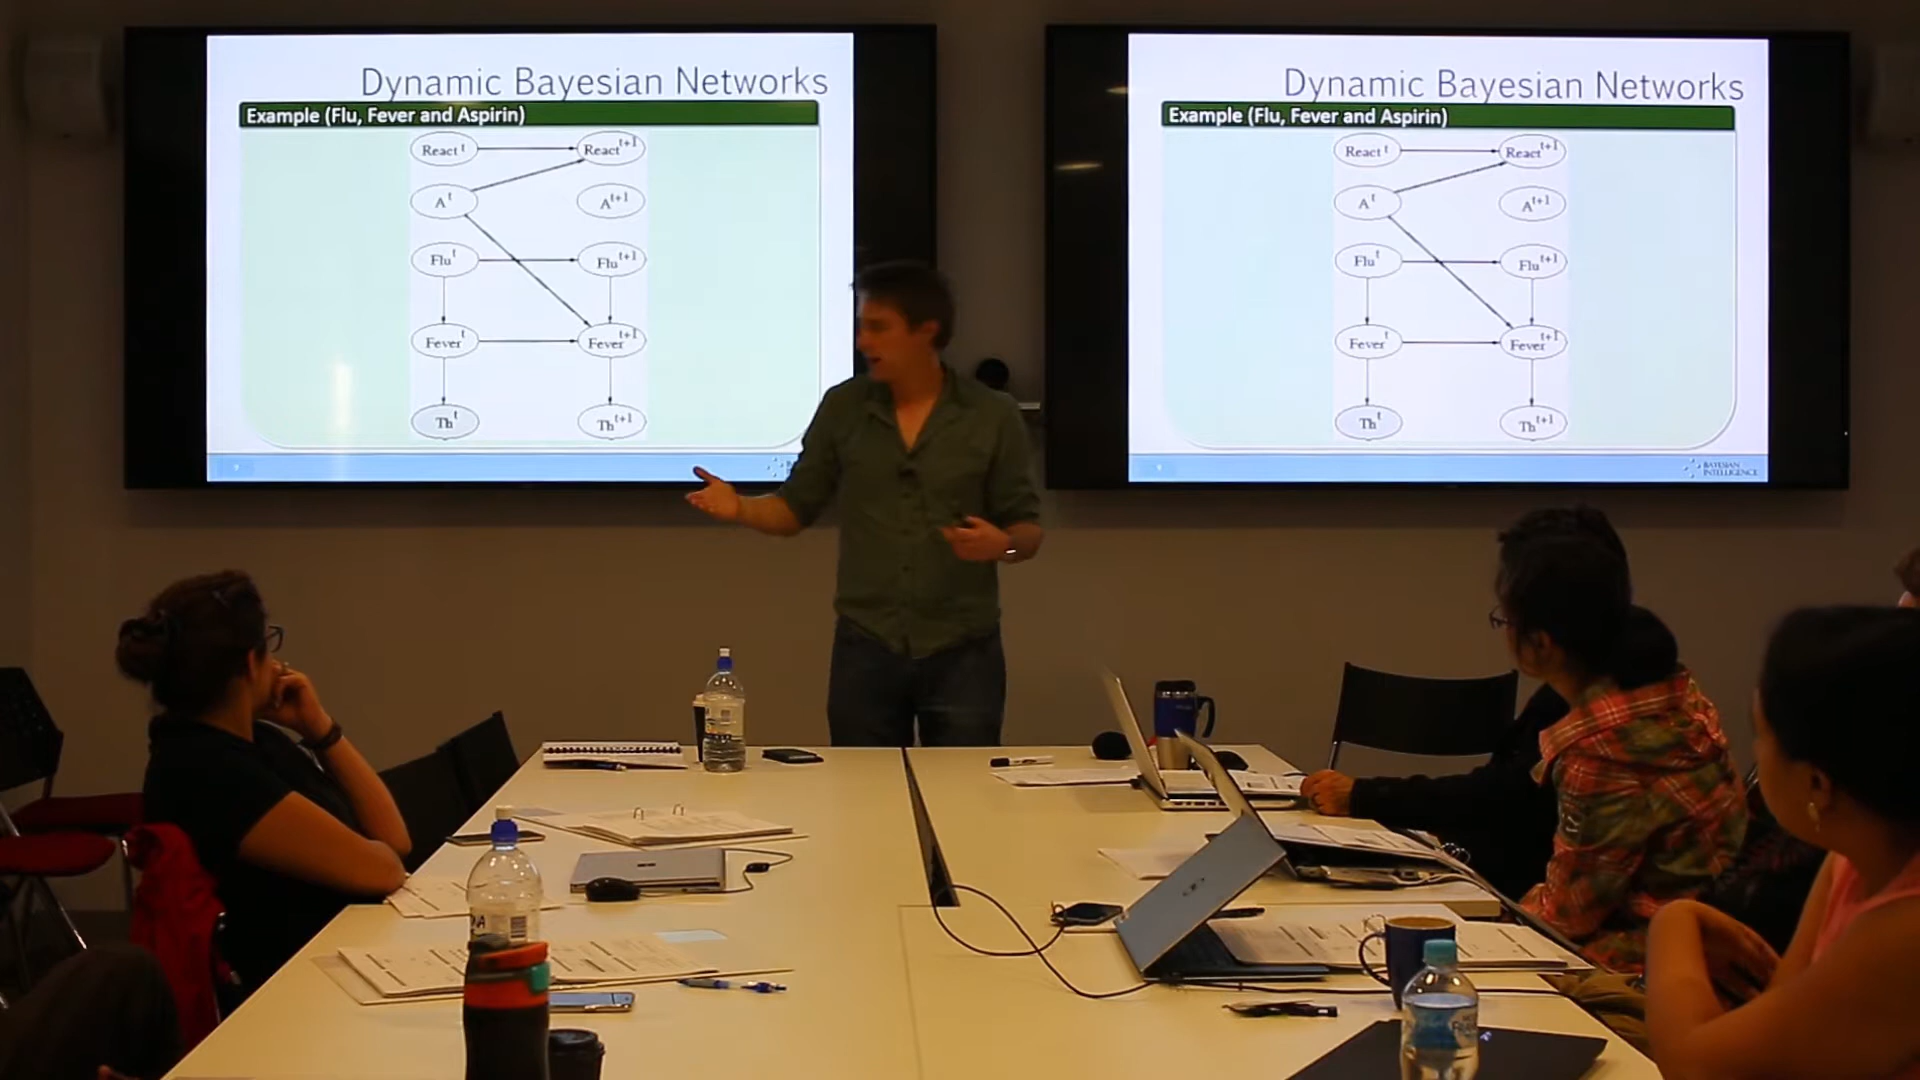 Dynamic Bayesian Networks
Example (Flu, Fever and Aspirin)
React t
React t+1
A t
A t+1
Flu t
Flu t+1
Fever t
Fever t+1
Th t
Th t+1
Dynamic Bayesian Networks
Example (Flu, Fever and Aspirin)
React t
React t+1
A t
A t+1
Flu t
Flu t+1
Fever t
Fever t+1
Th t
Th t+1
BAYESIAN
INTELLIGENCE